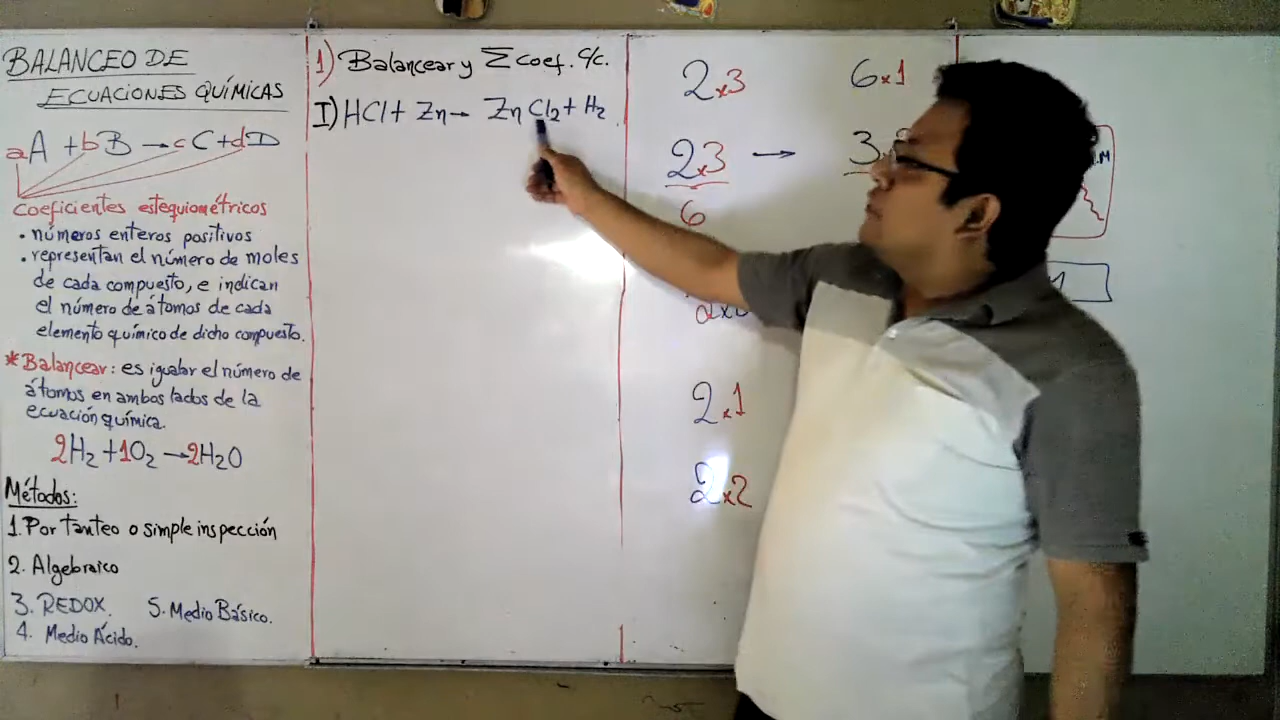 BALANCEO DE
ECUACIONES QUÍMICAS
aA + bB → cC + dD
Coeficientes estequiométricos
• números enteros positivos
• representan el número de moles
de cada compuesto, e indican
el número de átomos de cada
elemento químico de dicho compuesto.
*Balancear: es igualar el número de
átomos en ambos lados de la
ecuación química.
2H₂ + 1O₂ → 2H₂O
Métodos:
1. Por tanteo o simple inspección
2. Algebraico
3. REDOX.
4. Medio Ácido.
5. Medio Básico.
1) Balancear y Σ coef. c/c.
I) HCl + Zn → ZnCl₂ + H₂
2x3
6x1
2x3 →
6
2x1
2x2